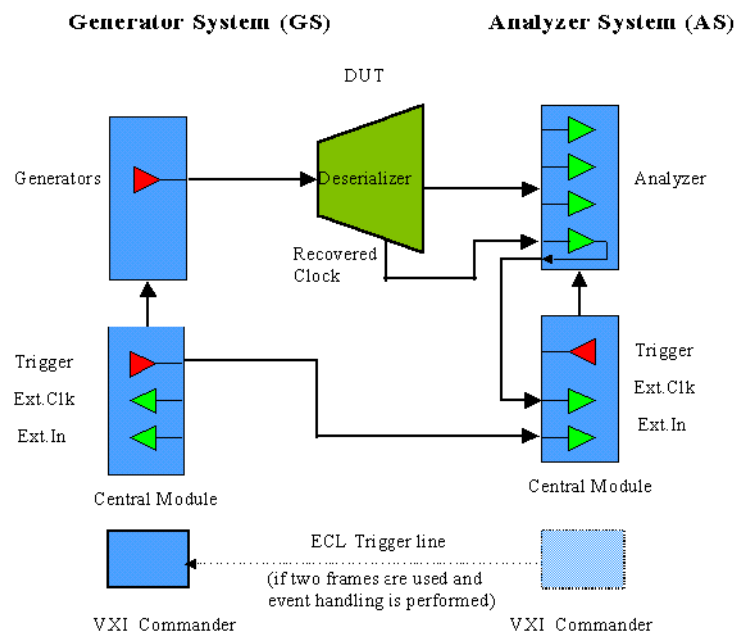 Generator System (GS)
Analyzer System (AS)
DUT
Generators
Deserializer
Analyzer
Recovered
Clock
Trigger
Ext.Clk
Ext.In
Trigger
Ext.Clk
Ext.In
Central Module
Central Module
ECL Trigger line
(if two frames are used and
event handling is performed)
VXI Commander
VXI Commander